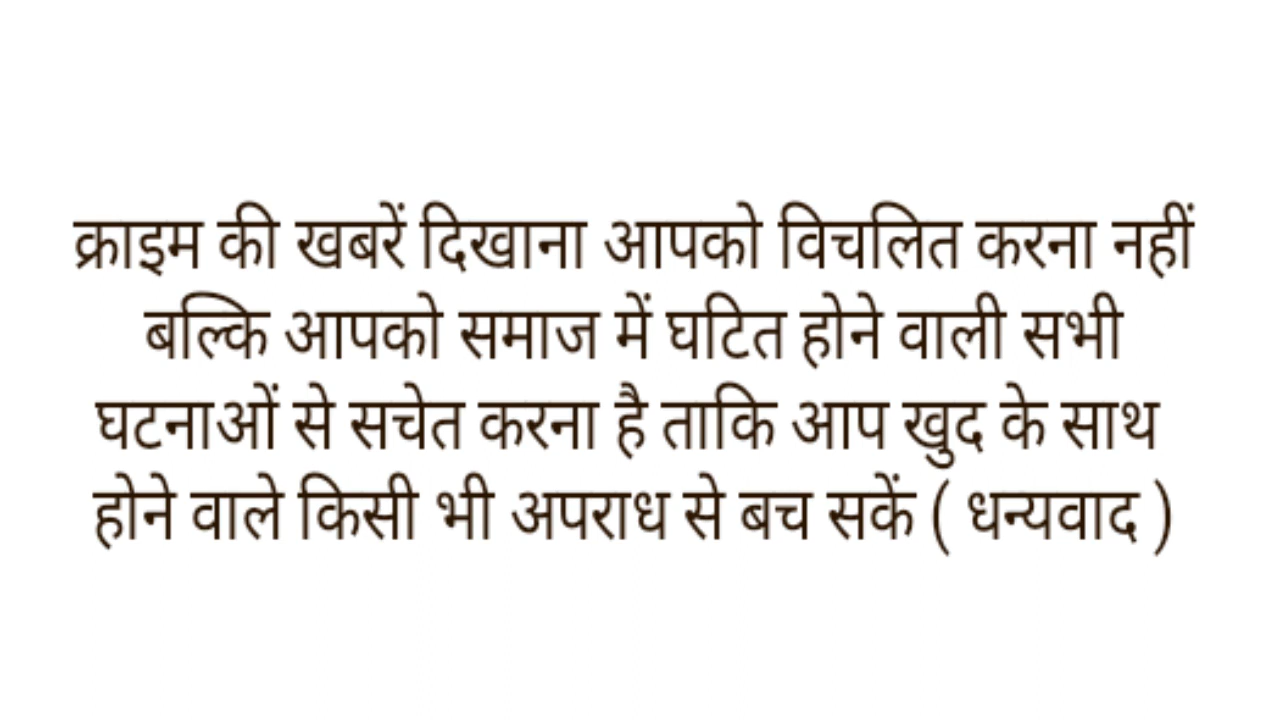 क्राइम की खबरें दिखाना आपको विचलित करना नहीं
बल्कि आपको समाज में घटित होने वाली सभी
घटनाओं से सचेत करना है ताकि आप खुद के साथ
होने वाले किसी भी अपराध से बच सकें ( धन्यवाद )